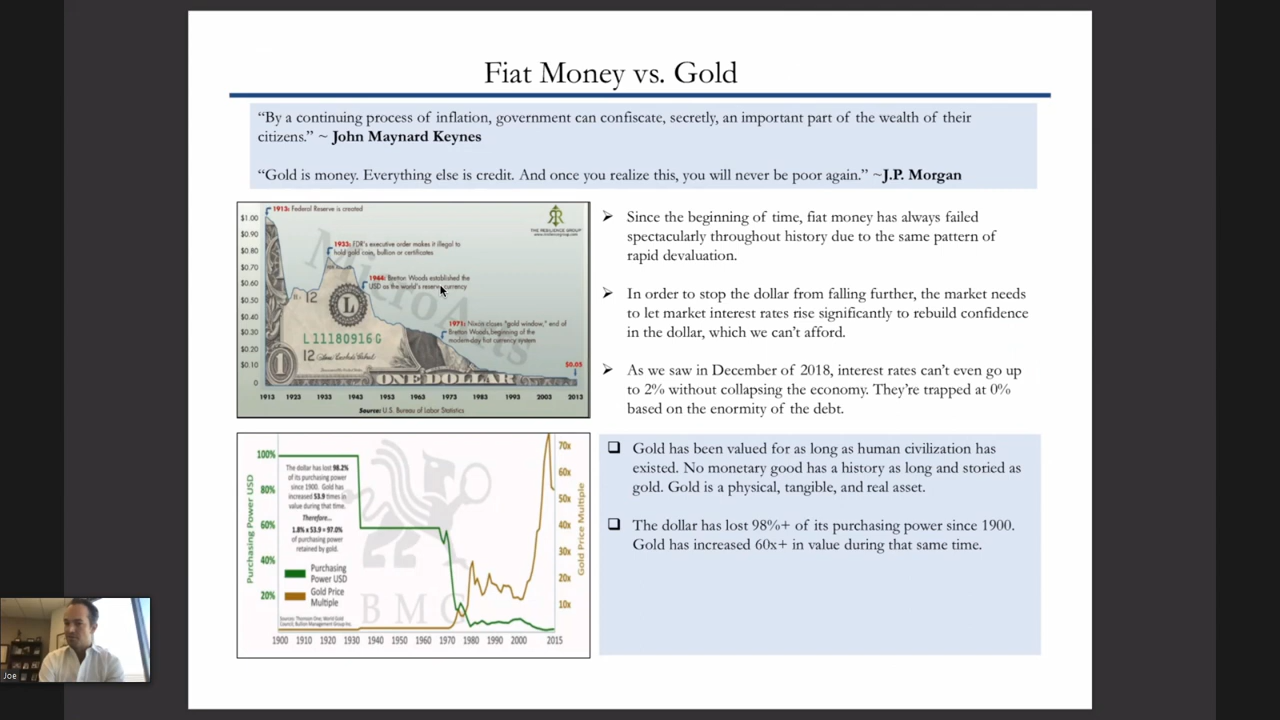 Fiat Money vs. Gold
“By a continuing process of inflation, government can confiscate, secretly, an important part of the wealth of their
citizens.” ~ John Maynard Keynes
“Gold is money. Everything else is credit. And once you realize this, you will never be poor again.” ~J.P. Morgan
1913: Federal Reserve is created
THE RESILIENCE GROUP
$1.00
$0.90
$0.80
$0.70
$0.60
$0.50
$0.40
$0.30
$0.20
$0.10
0
1933: FDR's executive order makes it illegal to
hold gold coin, bullion or certificates
1944: Bretton Woods established the
USD as the world's reserve currency
1971: Nixon closes "gold window," end of
Bretton Woods, beginning of the
modern-day fiat currency system
$0.05
12
L
L11180916G
12
1
ONE DOLLAR
1913 1923 1933 1943 1953 1963 1973 1983 1993 2003 2013
Source: U.S. Bureau of Labor Statistics
➢ Since the beginning of time, fiat money has always failed
spectacularly throughout history due to the same pattern of
rapid devaluation.
➢ In order to stop the dollar from falling further, the market needs
to let market interest rates rise significantly to rebuild confidence
in the dollar, which we can’t afford.
➢ As we saw in December of 2018, interest rates can’t even go up
to 2% without collapsing the economy. They’re trapped at 0%
based on the enormity of the debt.
Purchasing Power USD
100%
80%
60%
40%
20%
The dollar has lost 98.2%
of its purchasing power
since 1900. Gold has
increased 53.9 times in
value during that time.
Therefore...
1.8% x 53.9 = 97.0%
of purchasing power
retained by gold.
Purchasing
Power USD
Gold Price
Multiple
Sources: Thomson One; World Gold
Council, Bullion Management Group Inc.
BMG
70x
60x
50x
40x
30x
20x
10x
Gold Price Multiple
1900 1910 1920 1930 1940 1950 1960 1970 1980 1990 2000 2015
❑ Gold has been valued for as long as human civilization has
existed. No monetary good has a history as long and storied as
gold. Gold is a physical, tangible, and real asset.
❑ The dollar has lost 98%+ of its purchasing power since 1900.
Gold has increased 60x+ in value during that same time.
Joe